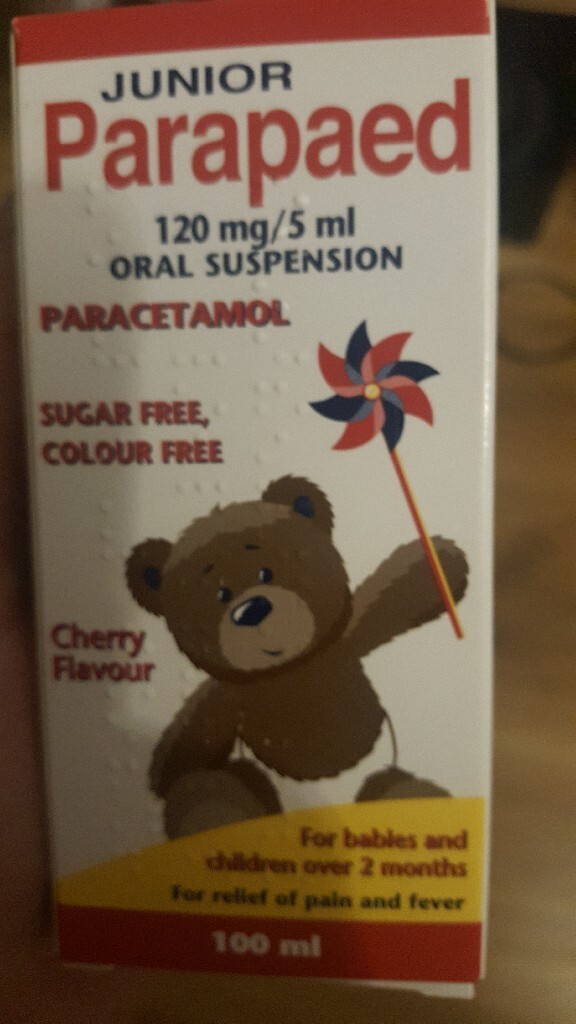 JUNIOR
Parapaed
120 mg/5 ml
ORAL SUSPENSION
PARACETAMOL
SUGAR FREE,
COLOUR FREE
Cherry
Flavour
For babies and
children over 2 months
For relief of pain and fever
100 ml